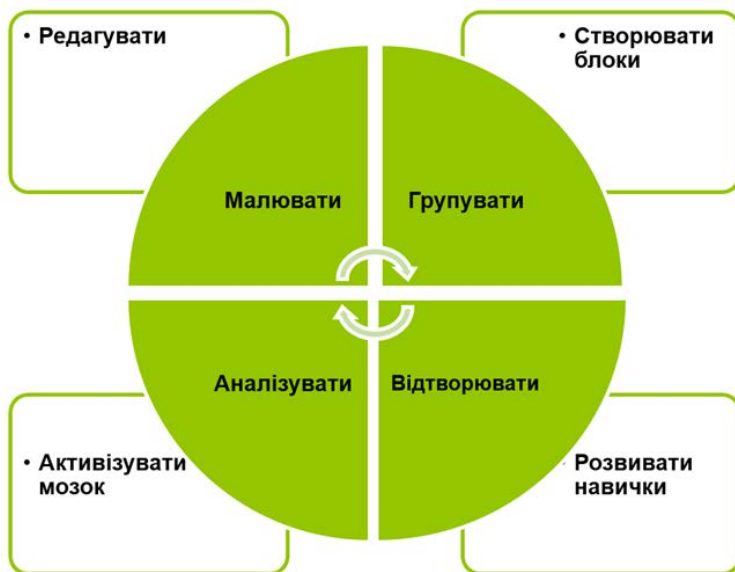 • Редагувати
• Створювати
блоки
Малювати
Групувати
Аналізувати
Відтворювати
• Активізувати
мозок
• Розвивати
навички